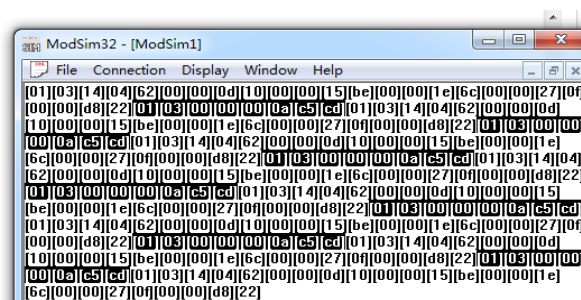 ModSim32 - [ModSim1]
File Connection Display Window Help
[01][03][14][04][62][00][00][0d][10][00][00][15][be][00][00][1e][6c][00][00][27][0f
[00][00][d8][22][01][03][00][00][00][0a][c5][cd][01][03][14][04][62][00][00][0d]
[10][00][00][15][be][00][00][1e][6c][00][00][27][0f][00][00][d8][22][01][03][00][00
[00][0a][c5][cd][01][03][14][04][62][00][00][0d][10][00][00][15][be][00][00][1e]
[6c][00][00][27][0f][00][00][d8][22][01][03][00][00][00][0a][c5][cd][01][03][14][04]
[62][00][00][0d][10][00][00][15][be][00][00][1e][6c][00][00][27][0f][00][00][d8][22]
[01][03][00][00][00][0a][c5][cd][01][03][14][04][62][00][00][0d][10][00][00][15]
[be][00][00][1e][6c][00][00][27][0f][00][00][d8][22][01][03][00][00][00][0a][c5][cd]
[01][03][14][04][62][00][00][0d][10][00][00][15][be][00][00][1e][6c][00][00][27][0f
[00][00][d8][22][01][03][00][00][00][0a][c5][cd][01][03][14][04][62][00][00][0d]
[10][00][00][15][be][00][00][1e][6c][00][00][27][0f][00][00][d8][22][01][03][00][00
[00][0a][c5][cd][01][03][14][04][62][00][00][0d][10][00][00][15][be][00][00][1e]
[6c][00][00][27][0f][00][00][d8][22]